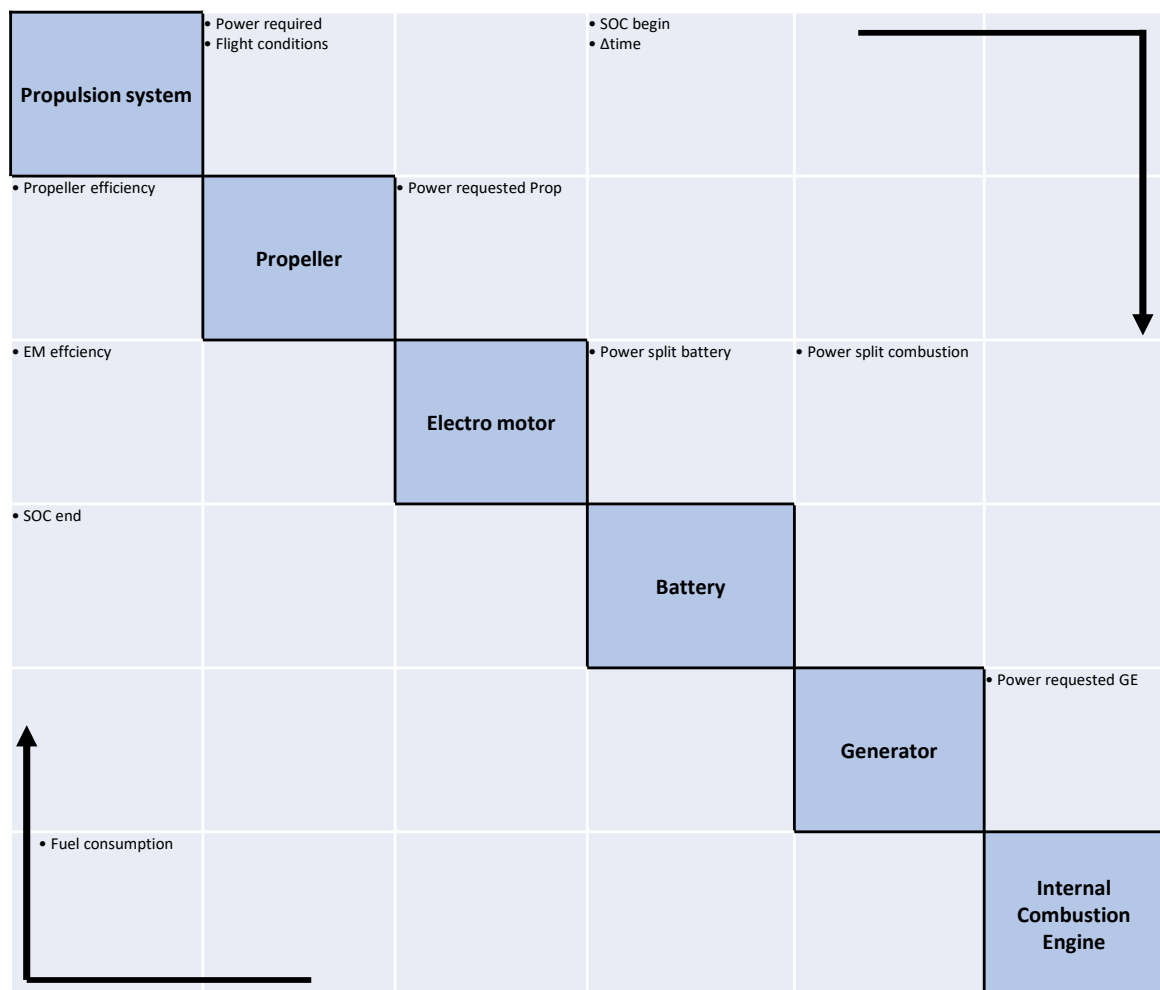 • Power required
• Flight conditions
• SOC begin
• Δtime
Propulsion system
• Propeller efficiency
• Power requested Prop
Propeller
• EM effciency
• Power split battery
• Power split combustion
Electro motor
• SOC end
Battery
• Power requested GE
Generator
• Fuel consumption
Internal
Combustion
Engine